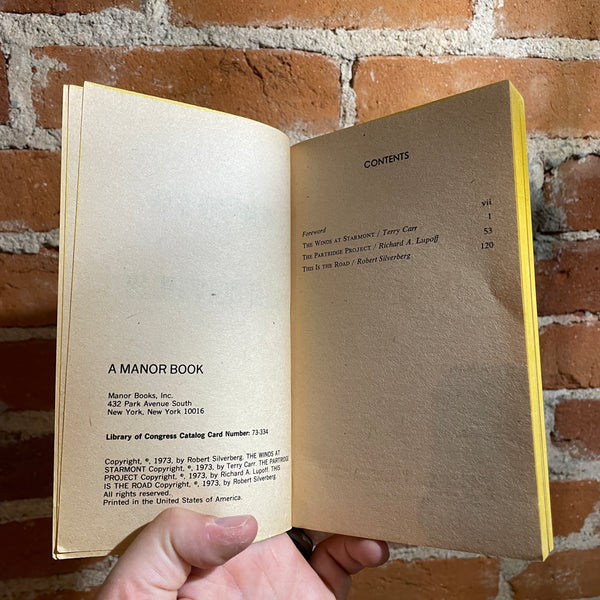 A MANOR BOOK
Manor Books, Inc.
432 Park Avenue South
New York, New York 10016
Library of Congress Catalog Card Number: 73-334
Copyright, ©, 1973, by Robert Silverberg. THE WINDS AT
STARMONT Copyright, ©, 1973, by Terry Carr. THE PARTRIDGE
PROJECT Copyright, ©, 1973, by Richard A. Lupoff. THIS
IS THE ROAD Copyright, ©, 1973, by Robert Silverberg.
All rights reserved.
Printed in the United States of America.
CONTENTS
Foreword vii
THE WINDS AT STARMONT / Terry Carr 1
THE PARTRIDGE PROJECT / Richard A. Lupoff 53
THIS IS THE ROAD / Robert Silverberg 120